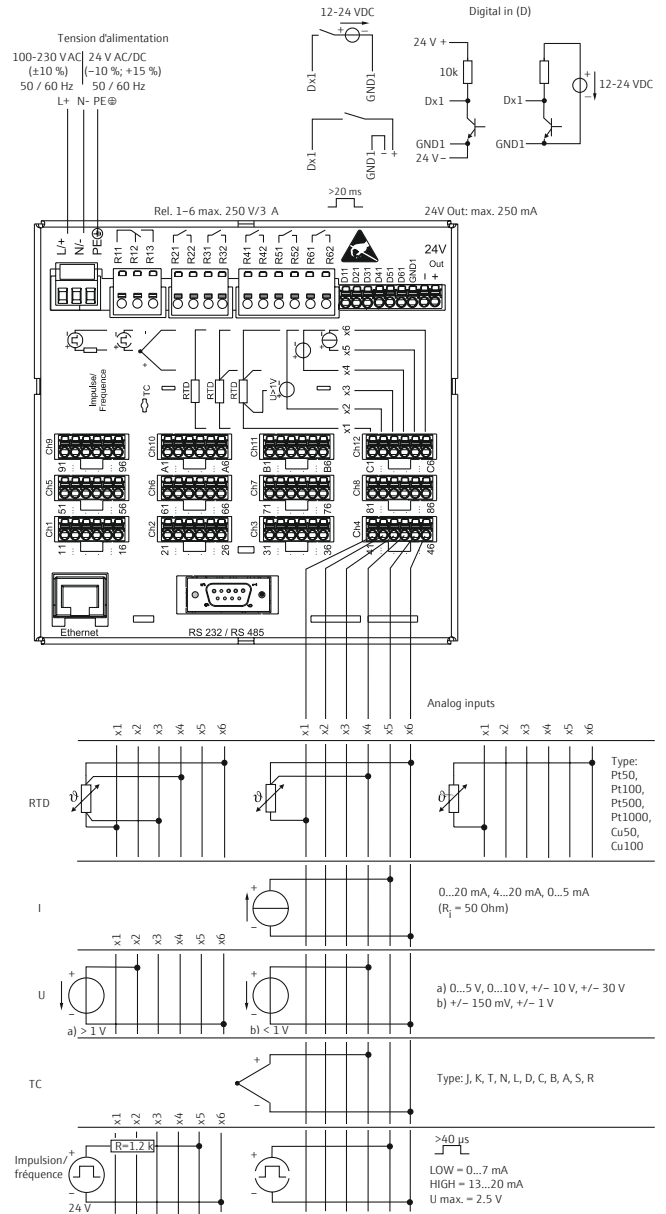 12-24 VDC
Digital in (D)
+ –
Dx1
GND1
Dx1
GND1
– +
24 V +
10k
Dx1
GND1
24 V –
Dx1
GND1
+
–
12-24 VDC
Tension d'alimentation
100-230 VAC
(±10 %)
50 / 60 Hz
24 V AC/DC
(−10 %; +15 %)
50 / 60 Hz
L+ N- PE
>20 ms
Rel. 1–6 max. 250 V/3 A
24V Out: max. 250 mA
L/+ N/- PE
R11 R12 R13
R21 R22 R31 R32
R41 R42 R51 R52 R61 R62
D11 D21 D31 D41 D51 D61 GND1
24V
Out
– +
Impulse/
Frequence
TC
RTD
RTD
RTD
U>1V
x6
x5
x4
x3
x2
x1
Ch9 91 96
Ch10 A1 A6
Ch11 B1 B6
Ch12 C1 C6
Ch5 51 56
Ch6 61 66
Ch7 71 76
Ch8 81 86
Ch1 11 16
Ch2 21 26
Ch3 31 36
Ch4 41 46
Ethernet
RS 232 / RS 485
Analog inputs
x1 x2 x3 x4 x5 x6
x1 x2 x3 x4 x5 x6
x1 x2 x3 x4 x5 x6
RTD
ϑ
ϑ
ϑ
Type:
Pt50,
Pt100,
Pt500,
Pt1000,
Cu50,
Cu100
I
+
–
0...20 mA, 4...20 mA, 0...5 mA
(Ri = 50 Ohm)
x1 x2 x3 x4 x5 x6
U
+
–
a) > 1 V
+
–
b) < 1 V
a) 0...5 V, 0...10 V, +/− 10 V, +/− 30 V
b) +/− 150 mV, +/− 1 V
TC
+
–
Type: J, K, T, N, L, D, C, B, A, S, R
x1 x2 x3 x4 x5 x6
Impulsion/
fréquence
+
–
24 V
R=1.2 k
+
–
>40 µs
LOW = 0...7 mA
HIGH = 13...20 mA
U max. = 2.5 V